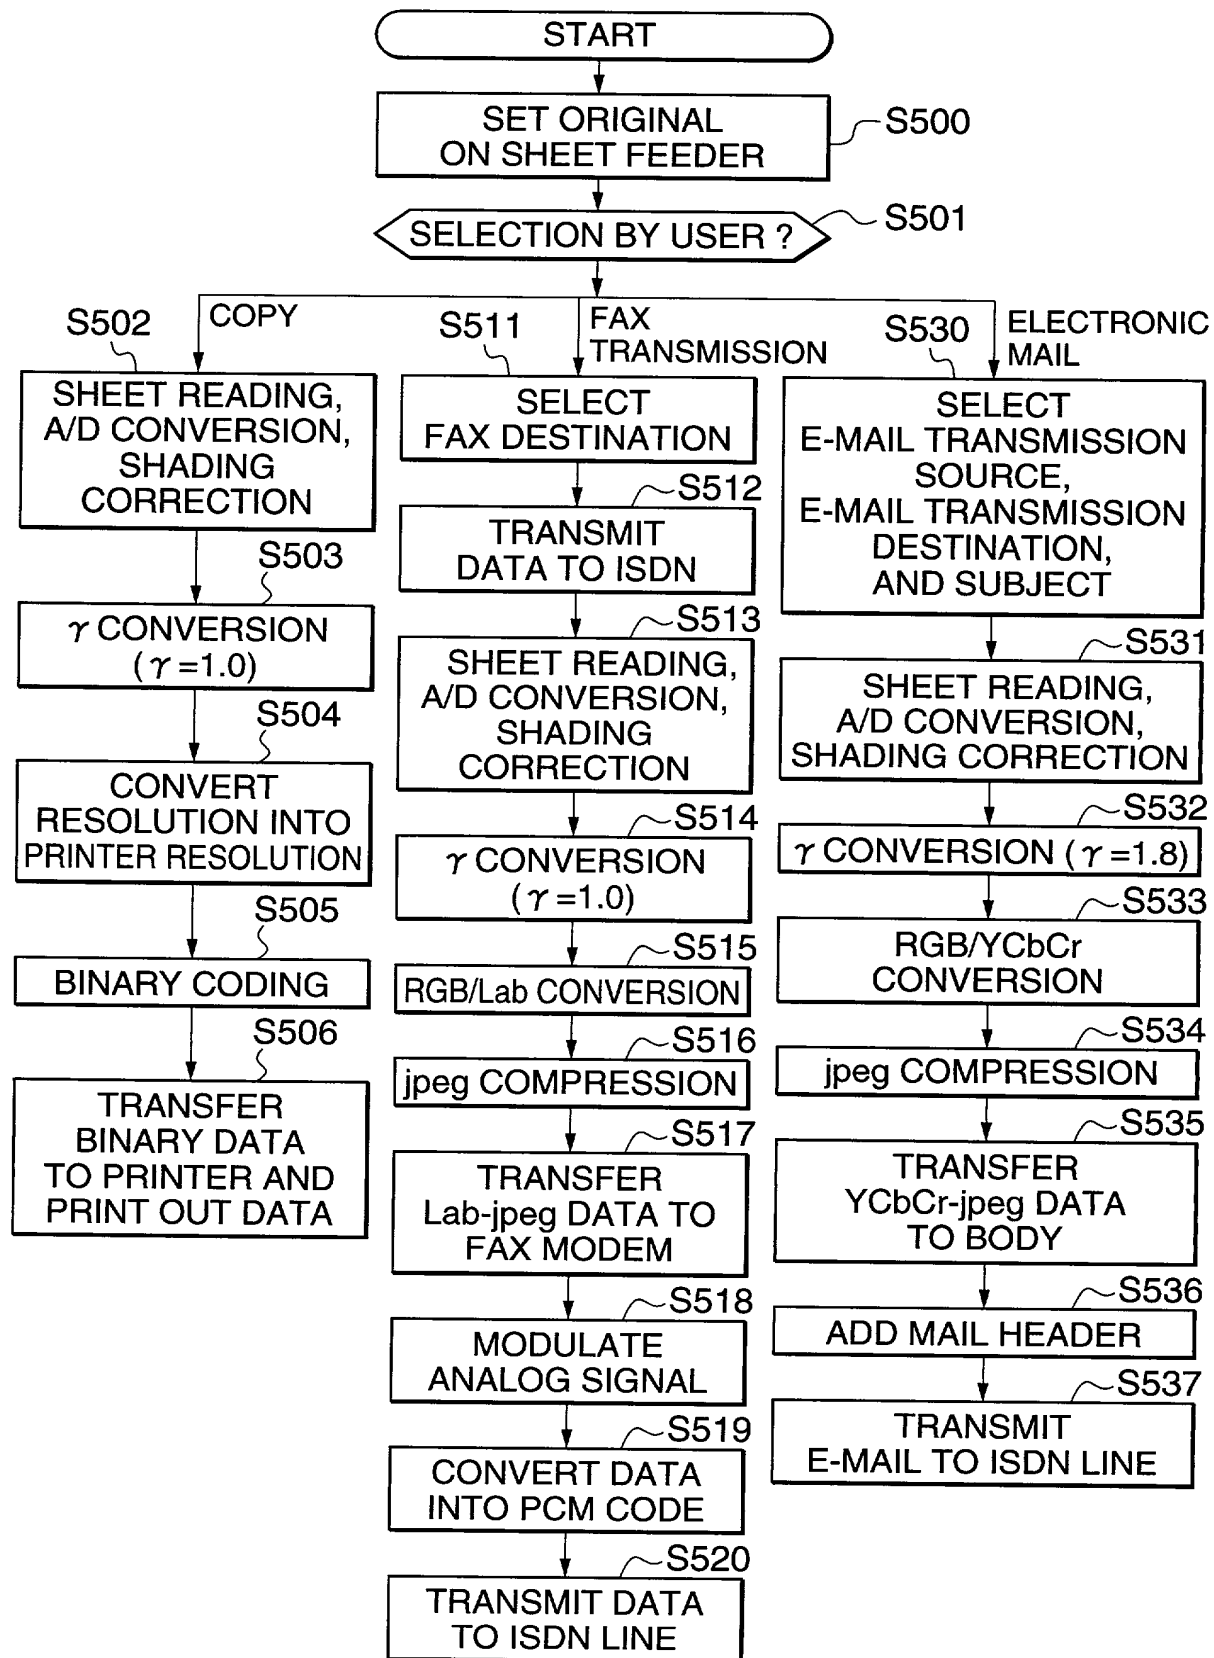 START
SET ORIGINAL
ON SHEET FEEDER
S500
SELECTION BY USER ?
S501
COPY
FAX
TRANSMISSION
ELECTRONIC
MAIL
S502
SHEET READING,
A/D CONVERSION,
SHADING
CORRECTION
S503
γ CONVERSION
(γ=1.0)
S504
CONVERT
RESOLUTION INTO
PRINTER RESOLUTION
S505
BINARY CODING
S506
TRANSFER
BINARY DATA
TO PRINTER AND
PRINT OUT DATA
S511
SELECT
FAX DESTINATION
S512
TRANSMIT
DATA TO ISDN
S513
SHEET READING,
A/D CONVERSION,
SHADING
CORRECTION
S514
γ CONVERSION
(γ=1.0)
S515
RGB/Lab CONVERSION
S516
jpeg COMPRESSION
S517
TRANSFER
Lab-jpeg DATA TO
FAX MODEM
S518
MODULATE
ANALOG SIGNAL
S519
CONVERT DATA
INTO PCM CODE
S520
TRANSMIT DATA
TO ISDN LINE
S530
SELECT
E-MAIL TRANSMISSION
SOURCE,
E-MAIL TRANSMISSION
DESTINATION,
AND SUBJECT
S531
SHEET READING,
A/D CONVERSION,
SHADING CORRECTION
S532
γ CONVERSION (γ=1.8)
S533
RGB/YCbCr
CONVERSION
S534
jpeg COMPRESSION
S535
TRANSFER
YCbCr-jpeg DATA
TO BODY
S536
ADD MAIL HEADER
S537
TRANSMIT
E-MAIL TO ISDN LINE